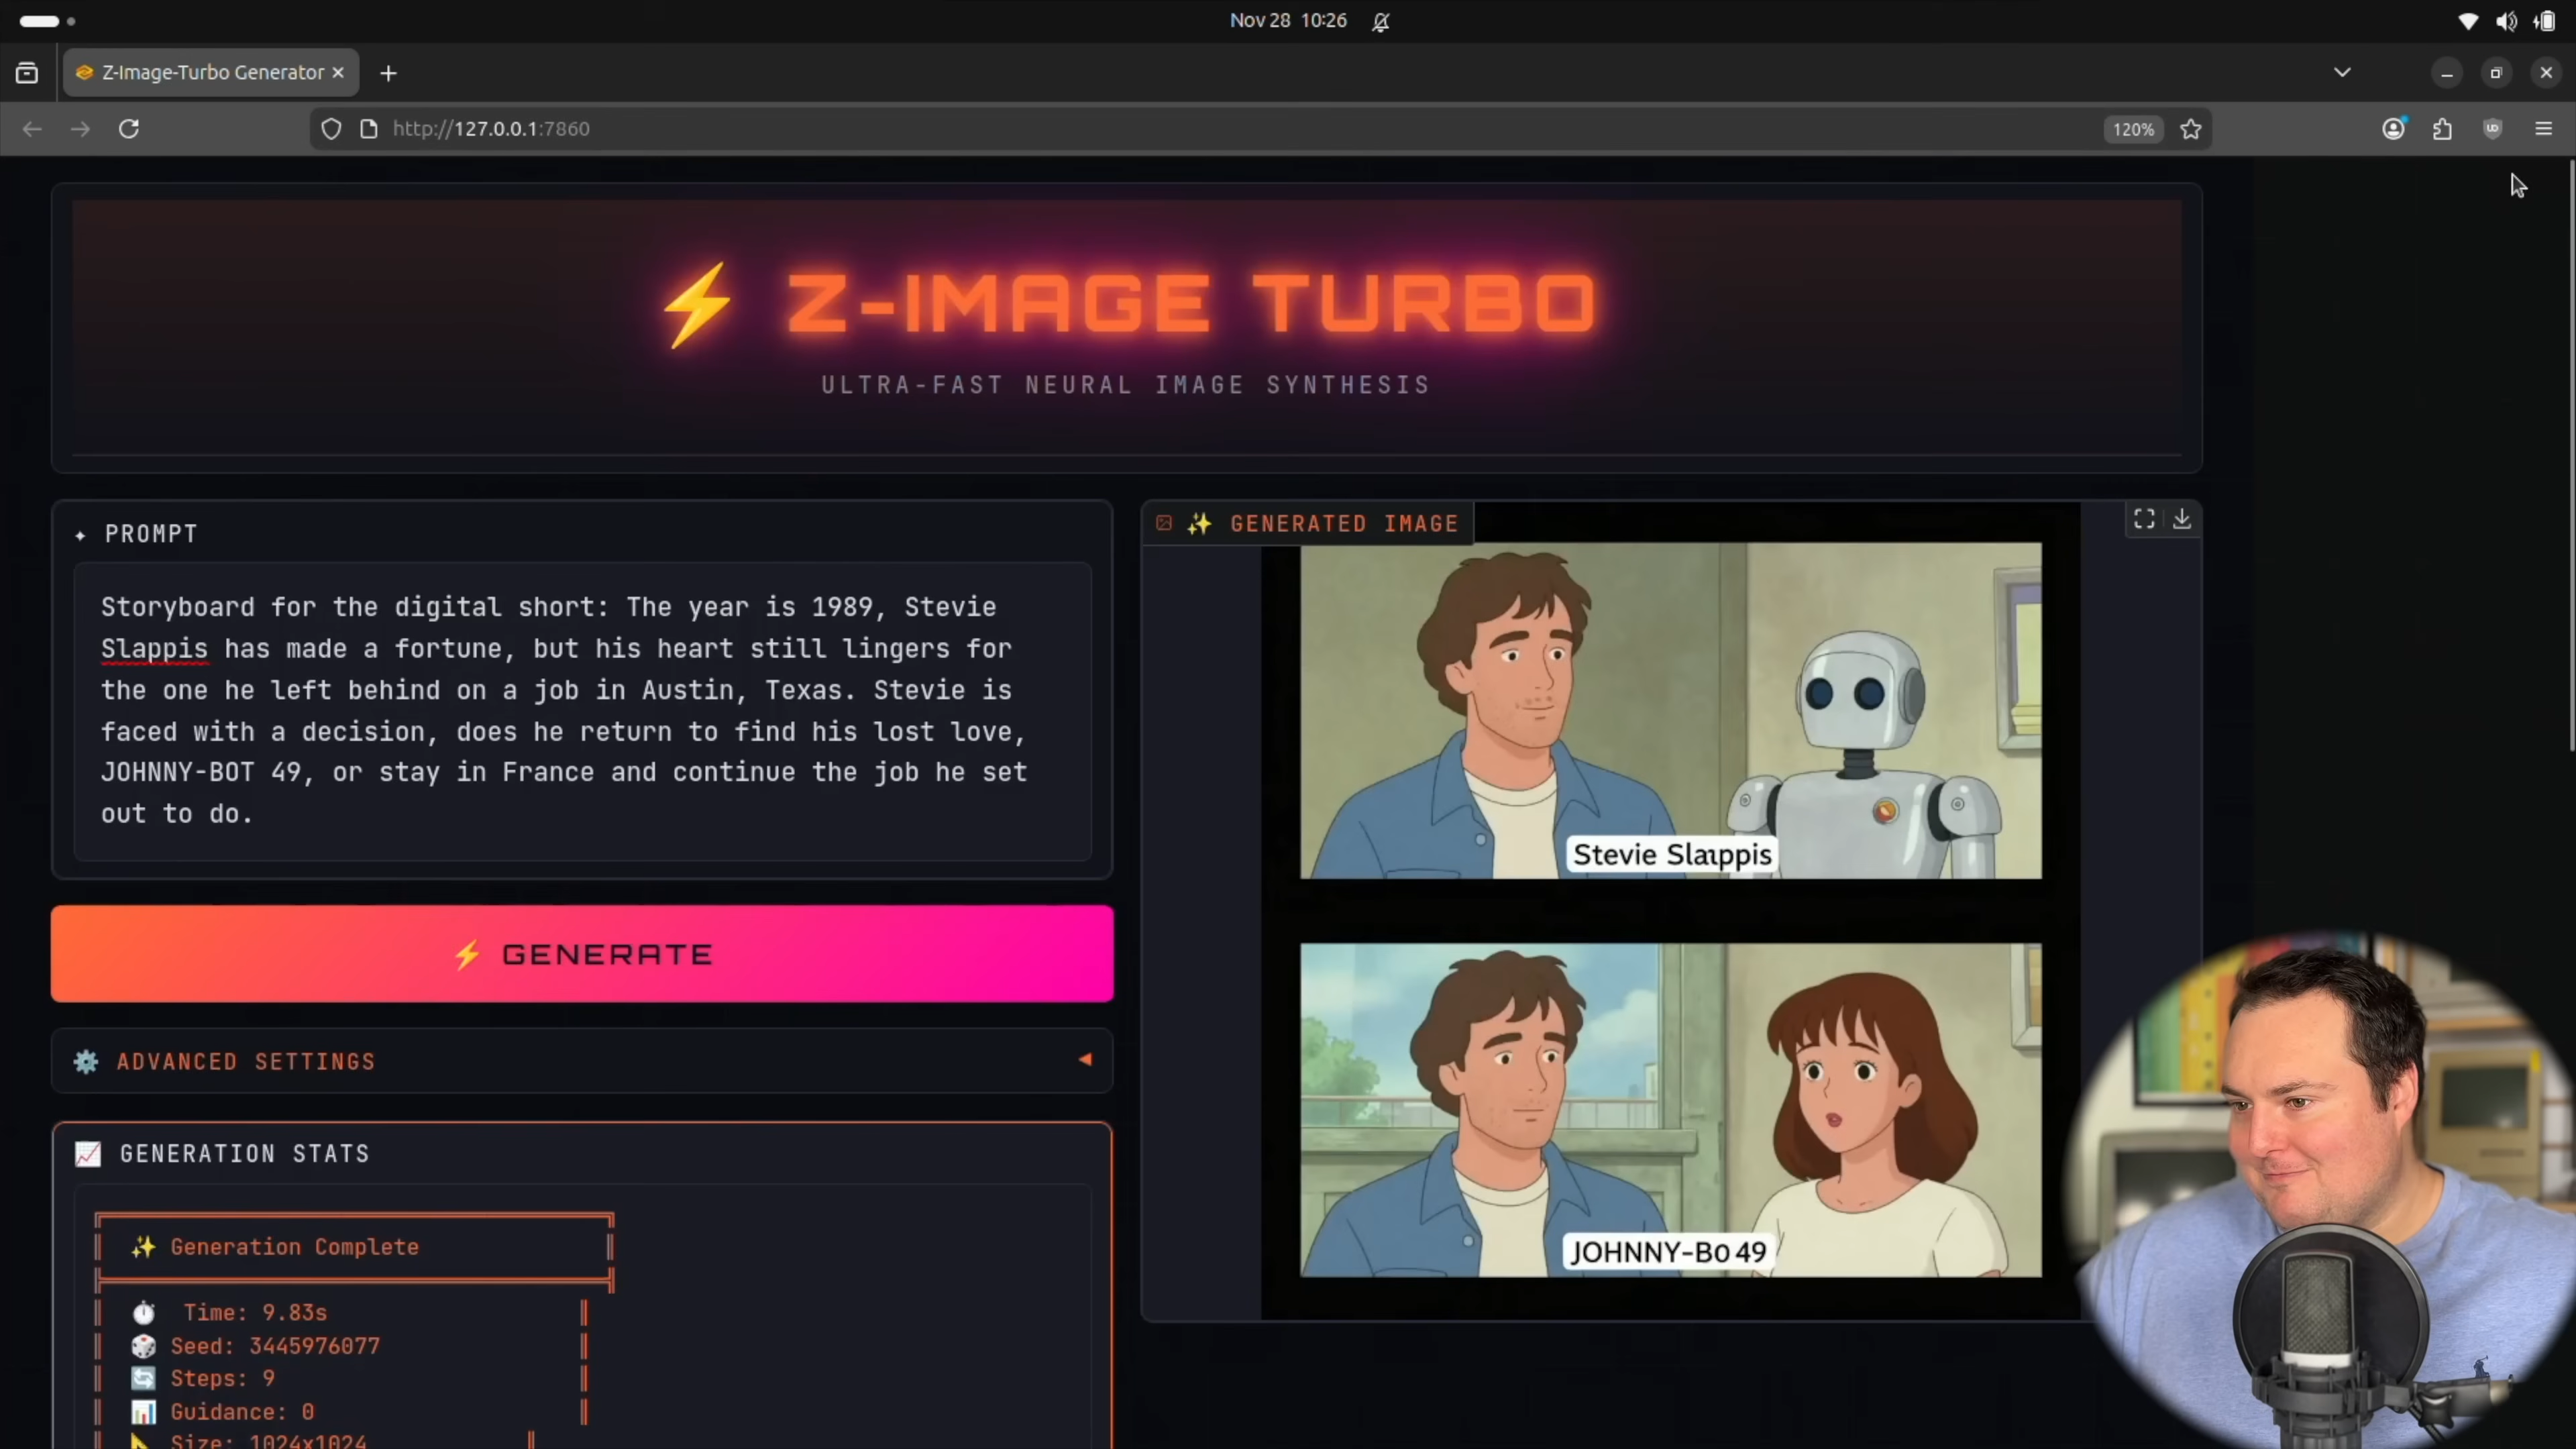 Nov 28 10:26
Z-Image-Turbo Generator
http://127.0.0.1:7860
120%
⚡ Z-IMAGE TURBO
ULTRA-FAST NEURAL IMAGE SYNTHESIS
PROMPT
Storyboard for the digital short: The year is 1989, Stevie
Slappis has made a fortune, but his heart still lingers for
the one he left behind on a job in Austin, Texas. Stevie is
faced with a decision, does he return to find his lost love,
JOHNNY-BOT 49, or stay in France and continue the job he set
out to do.
⚡ GENERATE
ADVANCED SETTINGS
GENERATION STATS
✨ Generation Complete
Time: 9.83s
Seed: 3445976077
Steps: 9
Guidance: 0
Size: 1024x1024
✨ GENERATED IMAGE
Stevie Slaıppis
JOHNNY-Bo 49